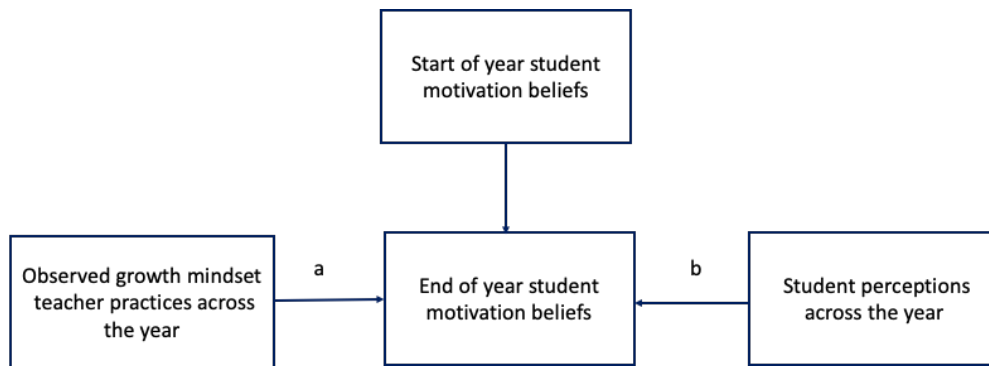 Start of year student
motivation beliefs
a
b
Observed growth mindset
teacher practices across
the year
End of year student
motivation beliefs
Student perceptions
across the year